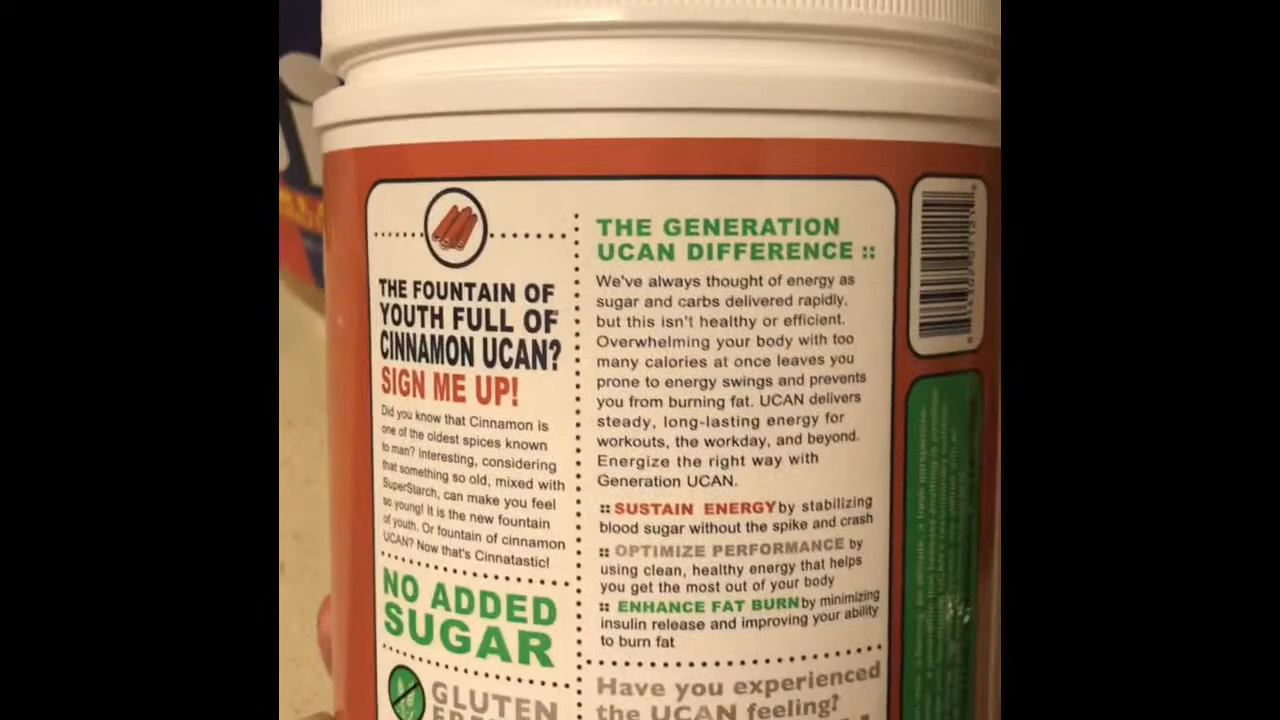 THE FOUNTAIN OF
YOUTH FULL OF
CINNAMON UCAN?
SIGN ME UP!
Did you know that Cinnamon is
one of the oldest spices known
to man? Interesting, considering
that something so old, mixed with
SuperStarch, can make you feel
so young! It is the new fountain
of youth. Or fountain of cinnamon
UCAN? Now that's Cinnatastic!
NO ADDED
SUGAR
GLUTEN
THE GENERATION
UCAN DIFFERENCE ::
We've always thought of energy as
sugar and carbs delivered rapidly,
but this isn't healthy or efficient.
Overwhelming your body with too
many calories at once leaves you
prone to energy swings and prevents
you from burning fat. UCAN delivers
steady, long-lasting energy for
workouts, the workday, and beyond.
Energize the right way with
Generation UCAN.
:: SUSTAIN ENERGY by stabilizing
blood sugar without the spike and crash
:: OPTIMIZE PERFORMANCE by
using clean, healthy energy that helps
you get the most out of your body
:: ENHANCE FAT BURN by minimizing
insulin release and improving your ability
to burn fat
Have you experienced
the UCAN feeling?